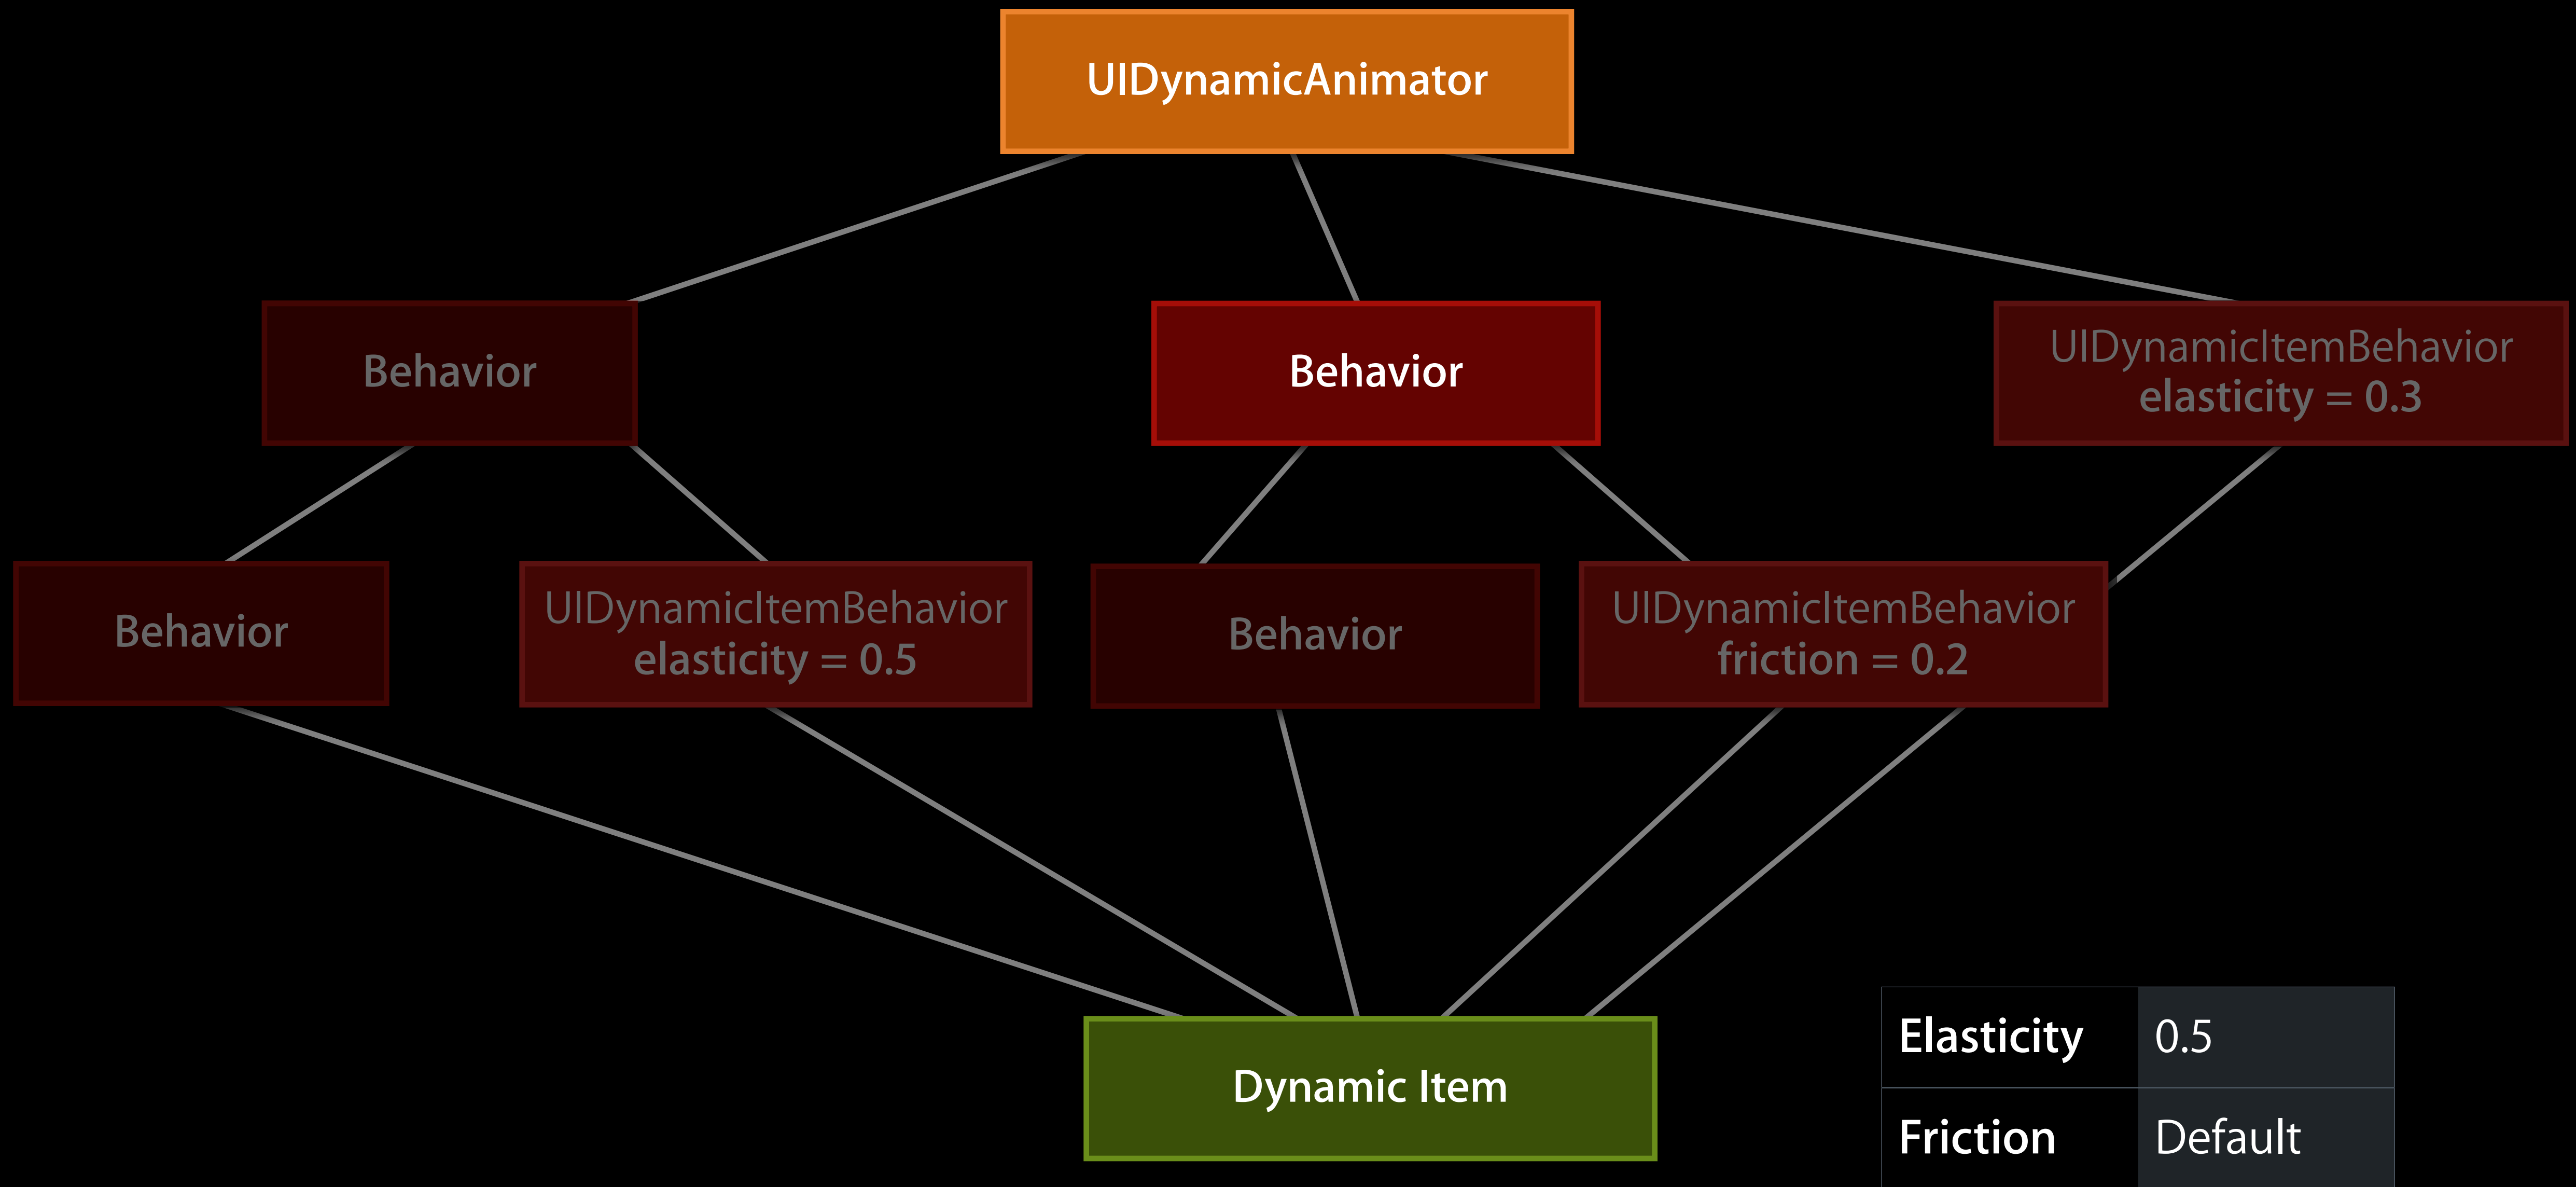 UIDynamicAnimator
Behavior
Behavior
UIDynamicItemBehavior
elasticity = 0.3
Behavior
UIDynamicItemBehavior
elasticity = 0.5
Behavior
UIDynamicItemBehavior
friction = 0.2
Dynamic Item
Elasticity 0.5
Friction Default